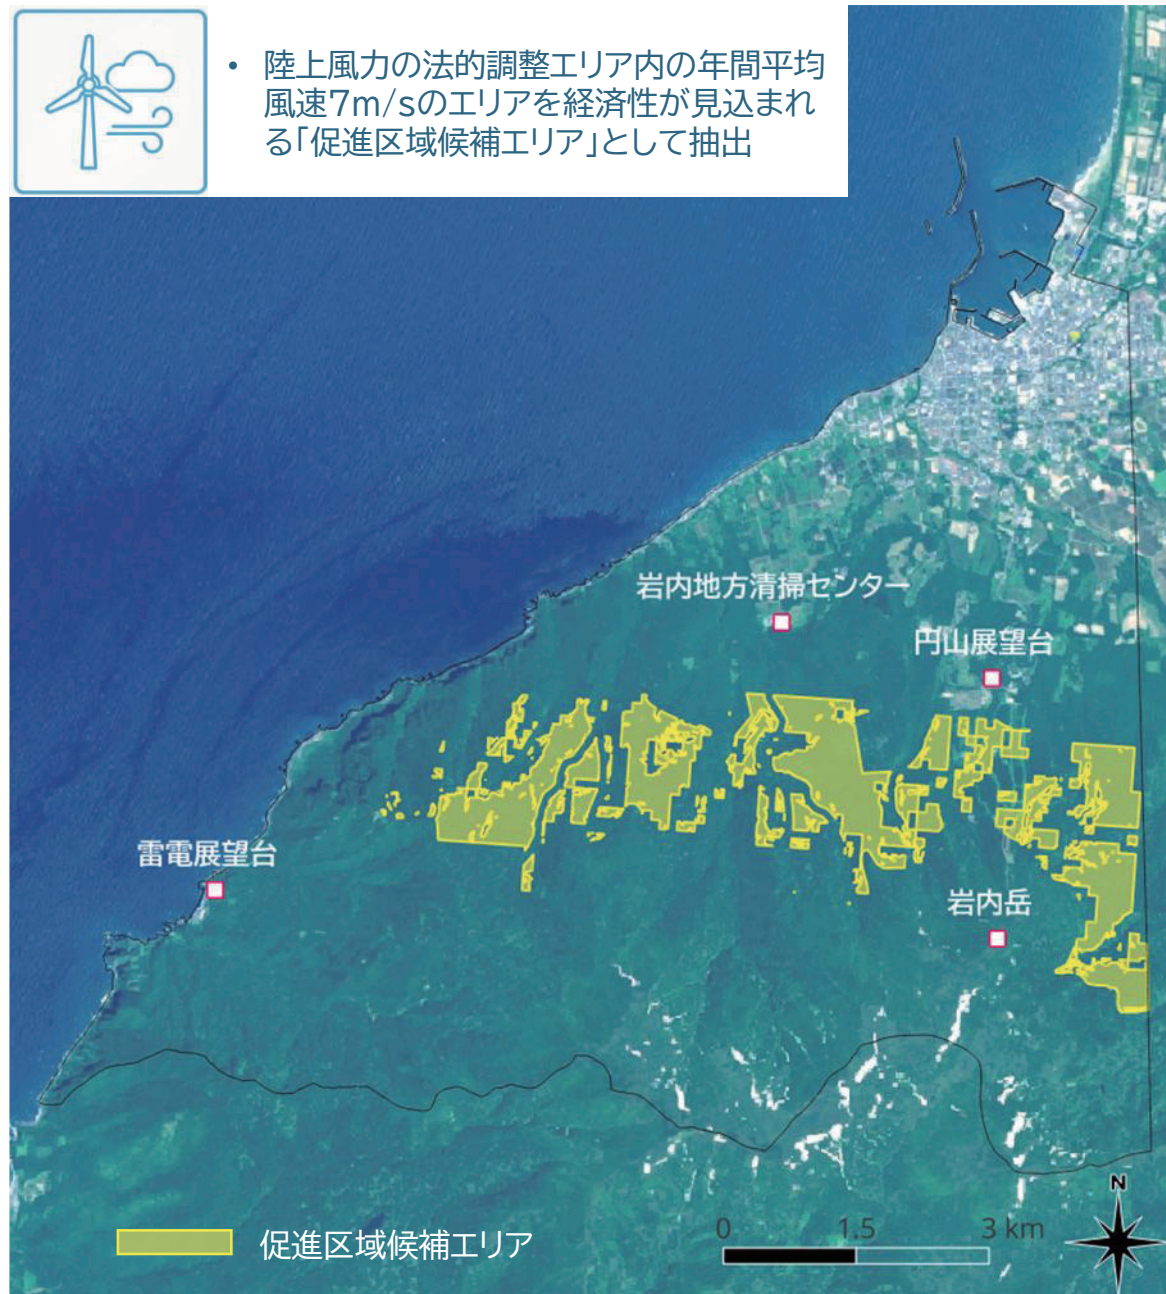 • 陸上風力の法的調整エリア内の年間平均
風速7m/sのエリアを経済性が見込まれ
る「促進区域候補エリア」として抽出
岩内地方清掃センター
円山展望台
雷電展望台
岩内岳
促進区域候補エリア
0 1.5 3 km
N